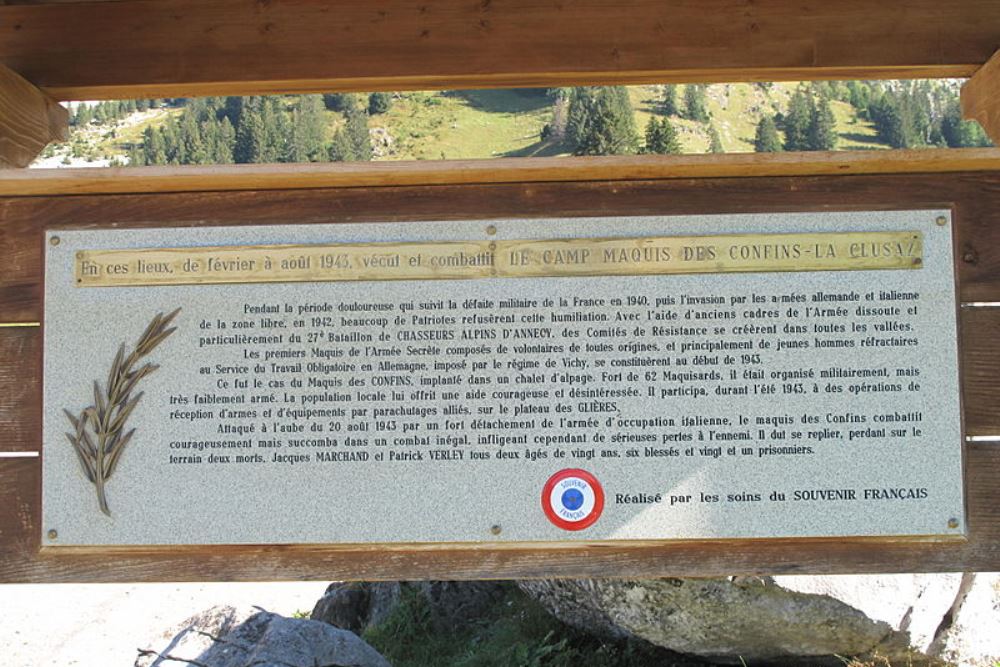 En ces lieux, de février à août 1943, vécut et combattit LE CAMP MAQUIS DES CONFINS-LA CLUSAZ
Pendant la période douloureuse qui suivit la défaite militaire de la France en 1940, puis l'invasion par les armées allemande et italienne
de la zone libre, en 1942, beaucoup de Patriotes refusèrent cette humiliation. Avec l'aide d'anciens cadres de l'Armée dissoute et
particulièrement du 27e Bataillon de CHASSEURS ALPINS D'ANNECY, des Comités de Résistance se créèrent dans toutes les vallées.
Les premiers Maquis de l'Armée Secrète composés de volontaires de toutes origines, et principalement de jeunes hommes réfractaires
au Service du Travail Obligatoire en Allemagne, imposé par le régime de Vichy, se constituèrent au début de 1943.
Ce fut le cas du Maquis des CONFINS, implanté dans un chalet d'alpage. Fort de 62 Maquisards, il était organisé militairement, mais
très faiblement armé. La population locale lui offrit une aide courageuse et désintéressée. Il participa, durant l'été 1943, à des opérations de
réception d'armes et d'équipements par parachutages alliés, sur le plateau des GLIÈRES.
Attaqué à l'aube du 20 août 1943 par un fort détachement de l'armée d'occupation italienne, le maquis des Confins combattit
courageusement mais succomba dans un combat inégal, infligeant cependant de sérieuses pertes à l'ennemi. Il dut se replier, perdant sur le
terrain deux morts, Jacques MARCHAND et Patrick VERLEY tous deux âgés de vingt ans, six blessés et vingt et un prisonniers.
SOUVENIR
FRANÇAIS
Réalisé par les soins du SOUVENIR FRANÇAIS